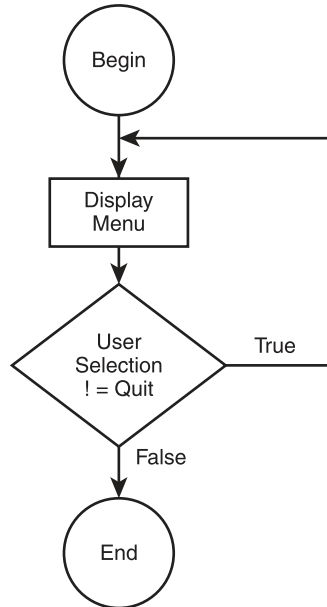 Begin
Display
Menu
User
Selection
! = Quit
True
False
End